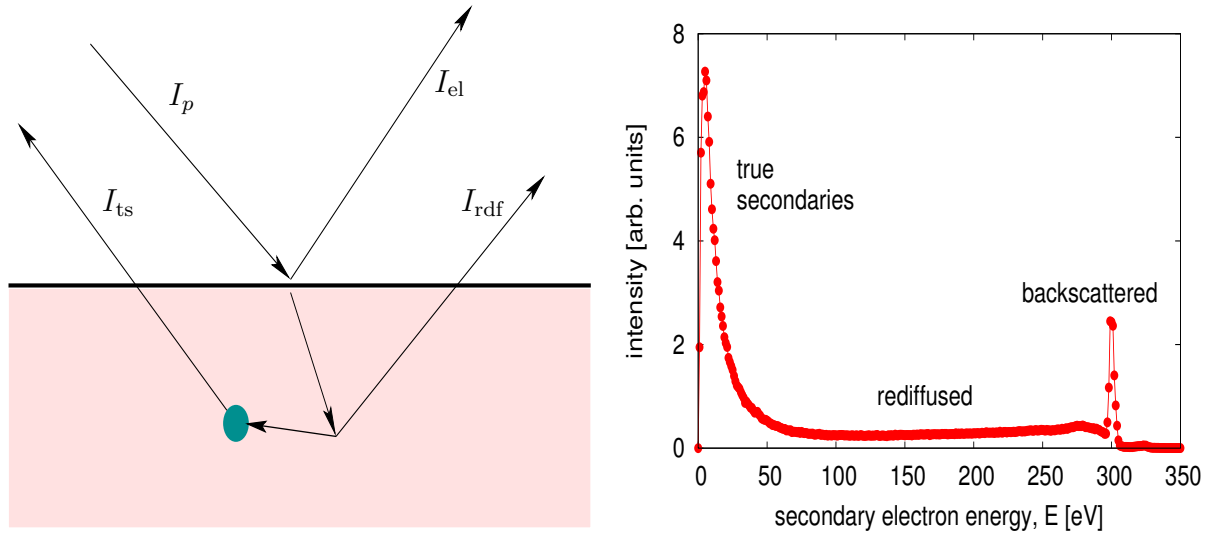 I_p
I_el
I_ts
I_rdf
8
6
4
2
0
intensity [arb. units]
true
secondaries
backscattered
rediffused
0 50 100 150 200 250 300 350
secondary electron energy, E [eV]